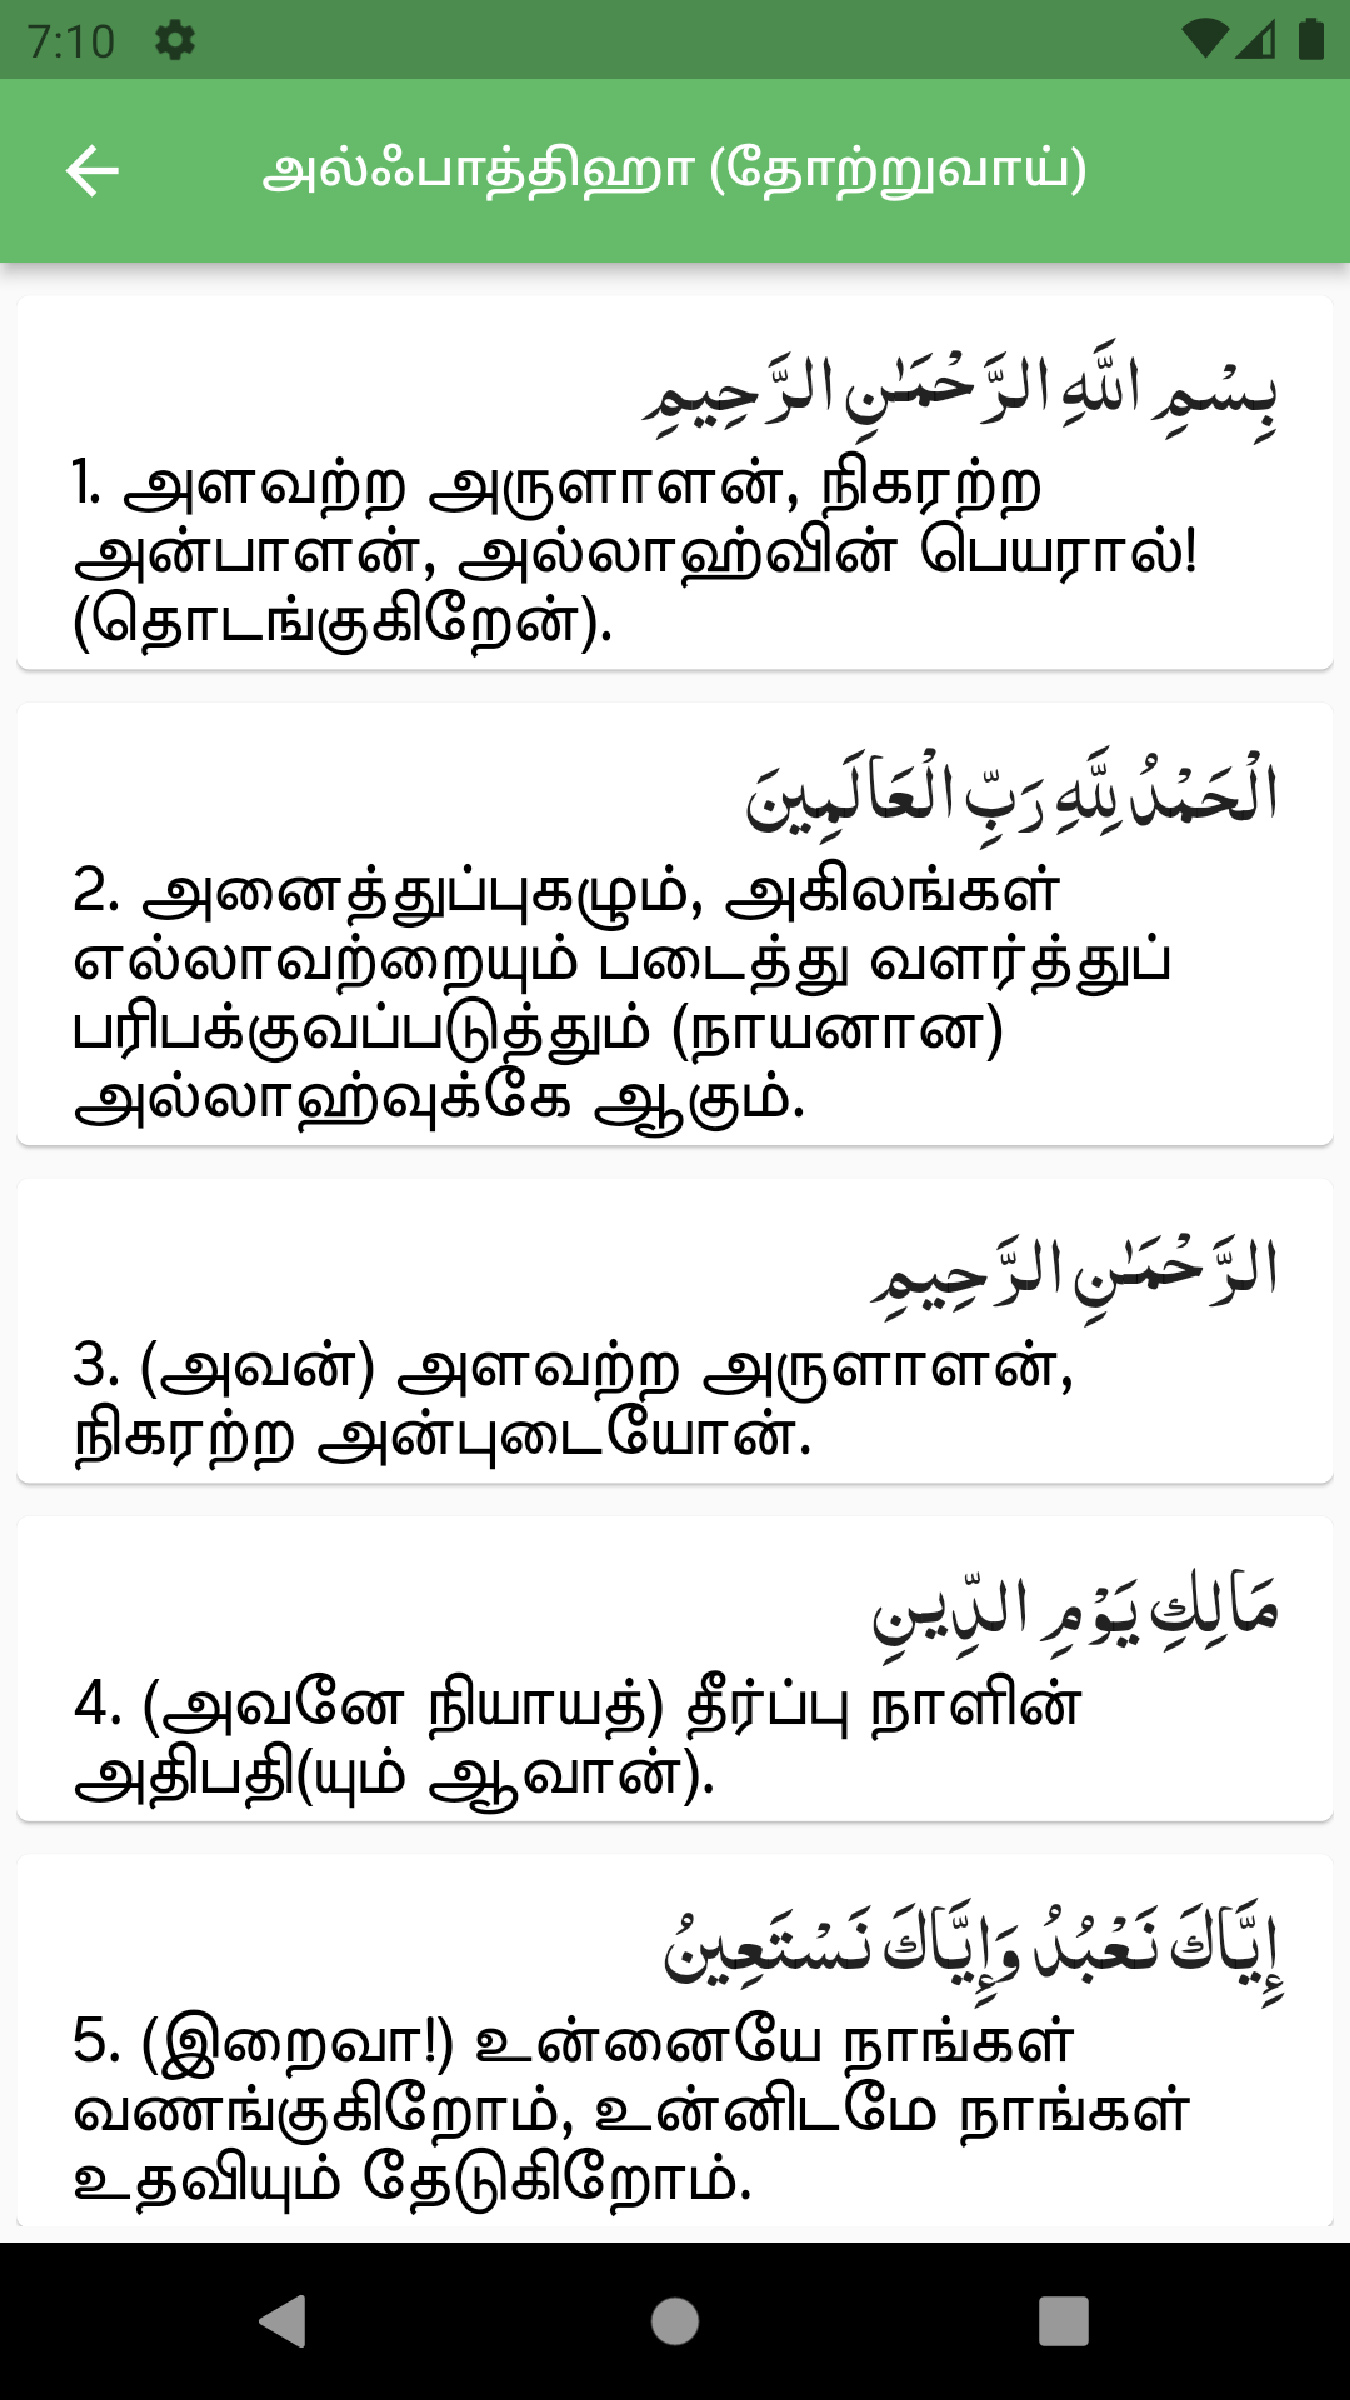 7:10
அல்ஃபாத்திஹா (தோற்றுவாய்)
بِسْمِ اللَّهِ الرَّحْمَٰنِ الرَّحِيمِ
1. அளவற்ற அருளாளன், நிகரற்ற
அன்பாளன், அல்லாஹ்வின் பெயரால்!
(தொடங்குகிறேன்).
الْحَمْدُ لِلَّهِ رَبِّ الْعَالَمِينَ
2. அனைத்துப்புகழும், அகிலங்கள்
எல்லாவற்றையும் படைத்து வளர்த்துப்
பரிபக்குவப்படுத்தும் (நாயனான)
அல்லாஹ்வுக்கே ஆகும்.
الرَّحْمَٰنِ الرَّحِيمِ
3. (அவன்) அளவற்ற அருளாளன்,
நிகரற்ற அன்புடையோன்.
مَالِكِ يَوْمِ الدِّينِ
4. (அவனே நியாயத்) தீர்ப்பு நாளின்
அதிபதி(யும் ஆவான்).
إِيَّاكَ نَعْبُدُ وَإِيَّاكَ نَسْتَعِينُ
5. (இறைவா!) உன்னையே நாங்கள்
வணங்குகிறோம், உன்னிடமே நாங்கள்
உதவியும் தேடுகிறோம்.